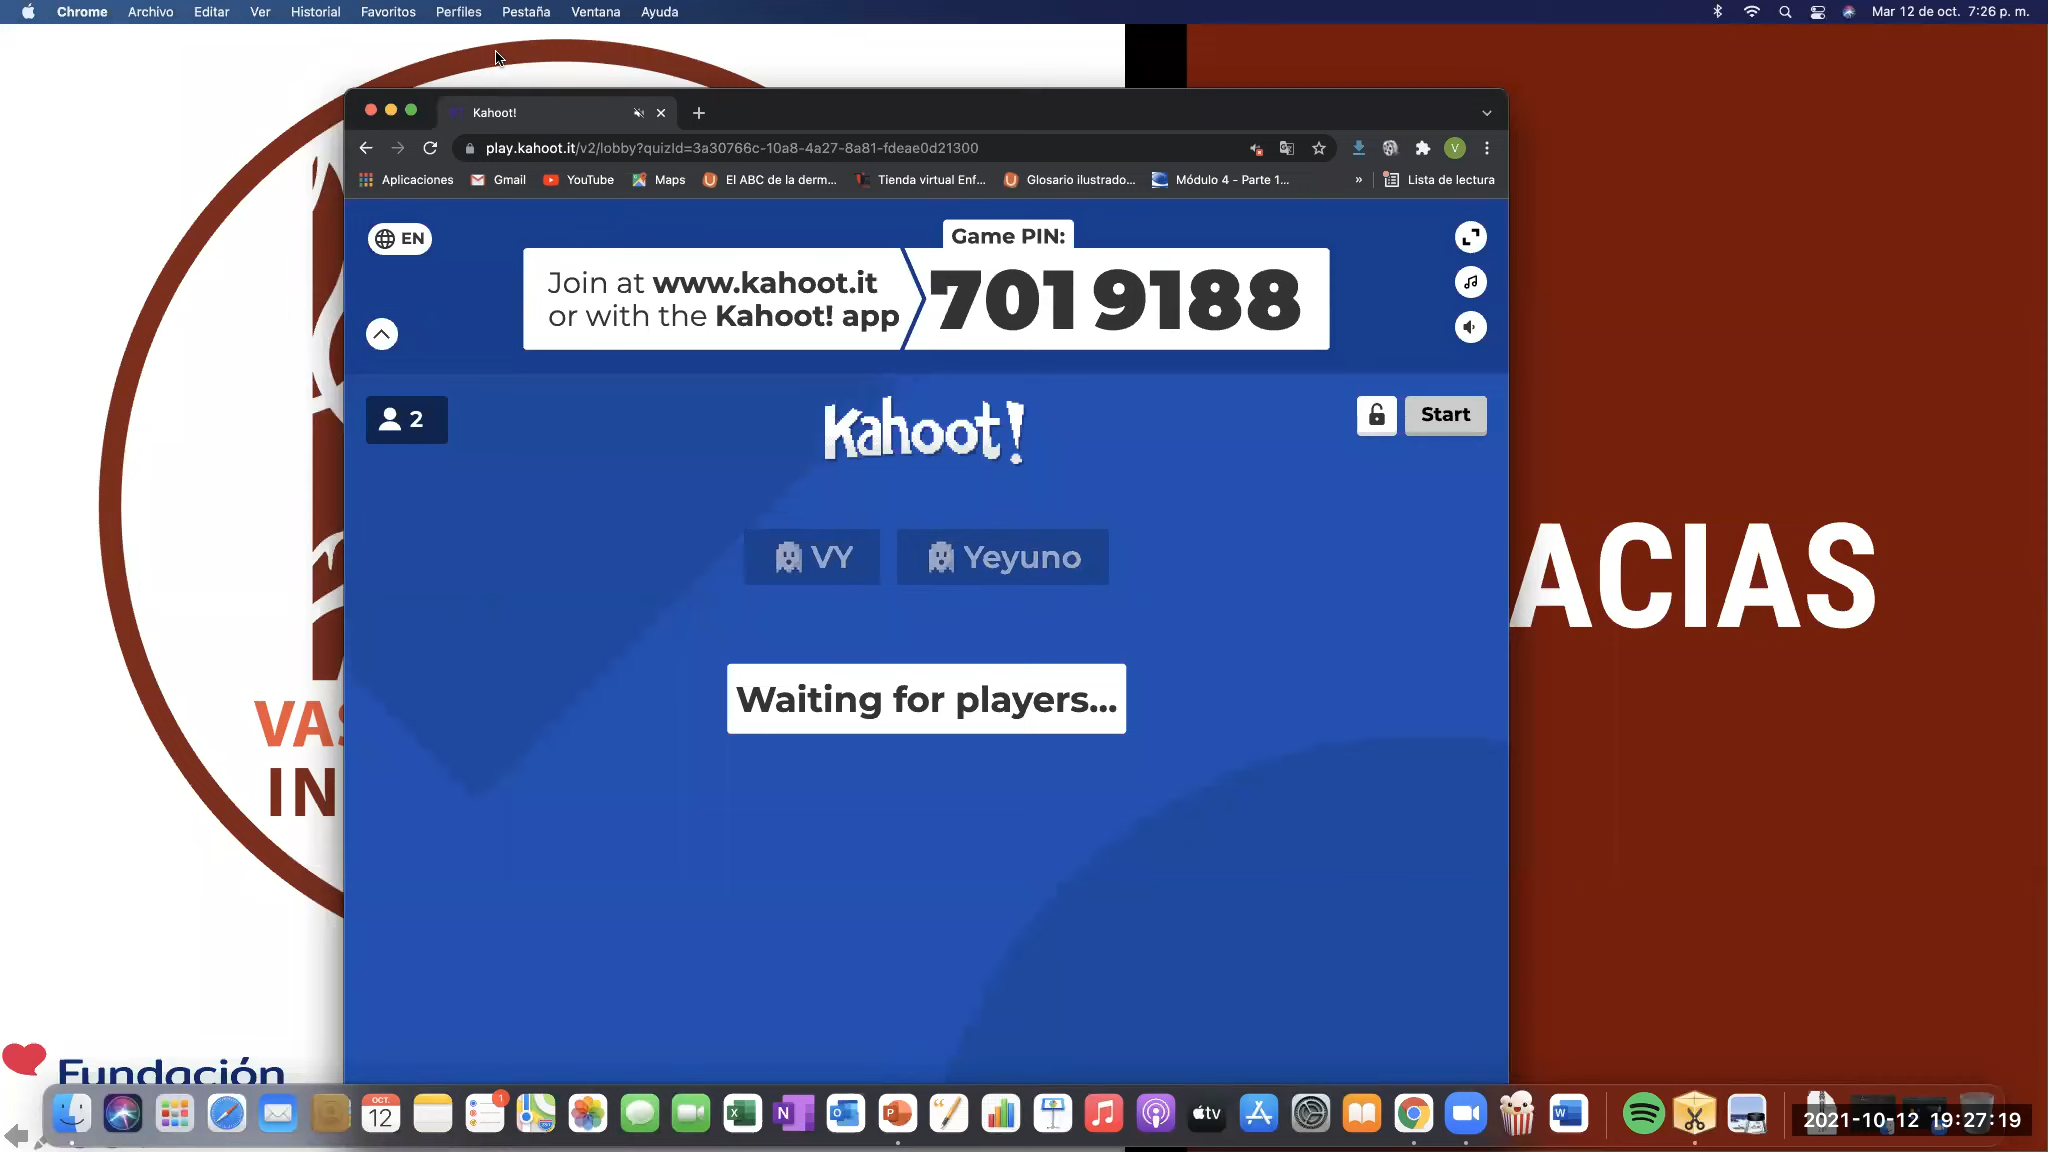 Chrome Archivo Editar Ver Historial Favoritos Perfiles Pestaña Ventana Ayuda
Mar 12 de oct. 7:26 p. m.
Kahoot!
play.kahoot.it/v2/lobby?quizId=3a30766c-10a8-4a27-8a81-fdeae0d21300
V
Aplicaciones Gmail YouTube Maps El ABC de la derm... Tienda virtual Enf... Glosario ilustrado... Módulo 4 - Parte 1... » Lista de lectura
EN
Game PIN:
Join at www.kahoot.it
or with the Kahoot! app
701 9188
2
Kahoot!
Start
VY
Yeyuno
Waiting for players...
ACIAS
VAS
IN
Fundación
OCT.
12
1
tv
2021-10-12 19:27:19